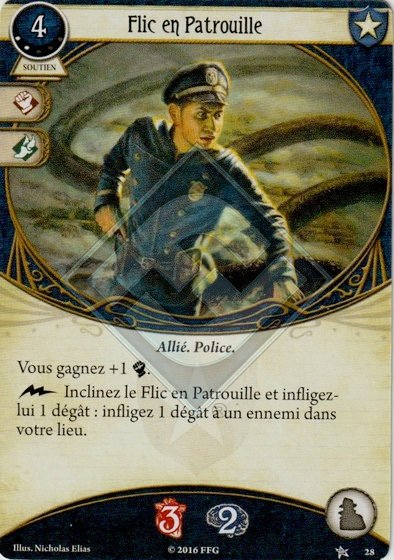 4
Flic en Patrouille
SOUTIEN
Allié. Police.
Vous gagnez +1 .
Inclinez le Flic en Patrouille et infligez-
lui 1 dégât : infligez 1 dégât à un ennemi dans
votre lieu.
3
2
Illus. Nicholas Elias
© 2016 FFG
28